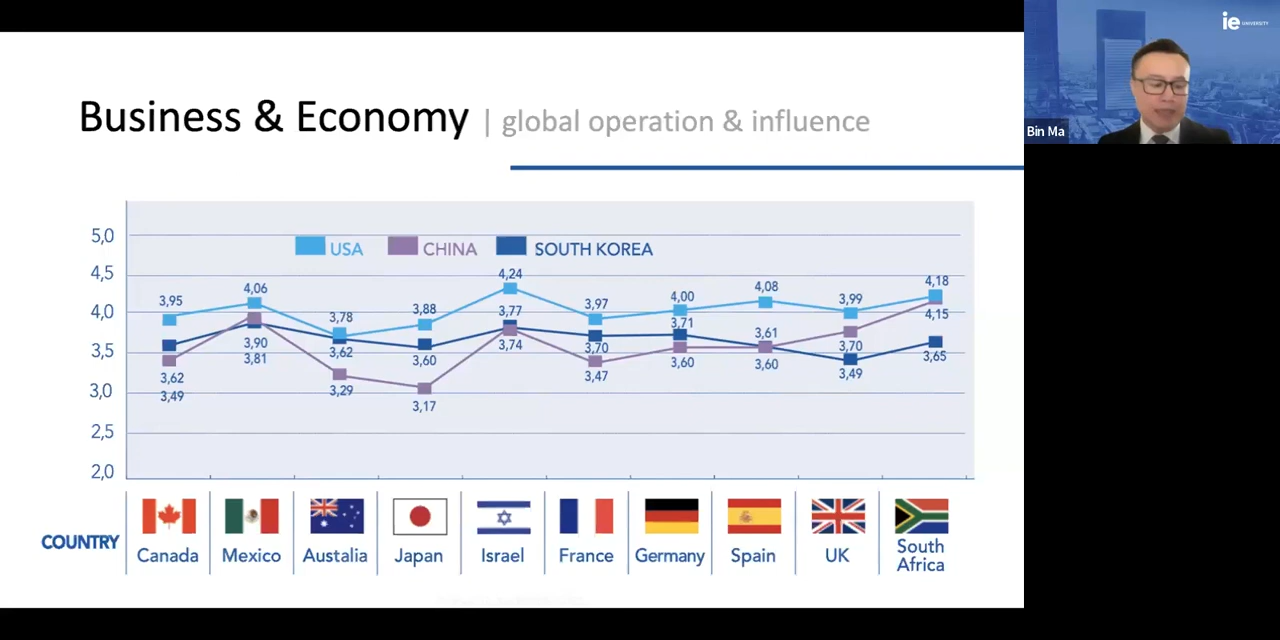 ie UNIVERSITY
Bin Ma
Business & Economy | global operation & influence
USA CHINA SOUTH KOREA
5,0
4,5
4,0
3,5
3,0
2,5
2,0
3,95 3,62 3,49
4,06 3,90 3,81
3,78 3,62 3,29
3,88 3,60 3,17
4,24 3,77 3,74
3,97 3,70 3,47
4,00 3,71 3,60
4,08 3,61 3,60
3,99 3,70 3,49
4,18 4,15 3,65
COUNTRY
Canada
Mexico
Austalia
Japan
Israel
France
Germany
Spain
UK
South
Africa